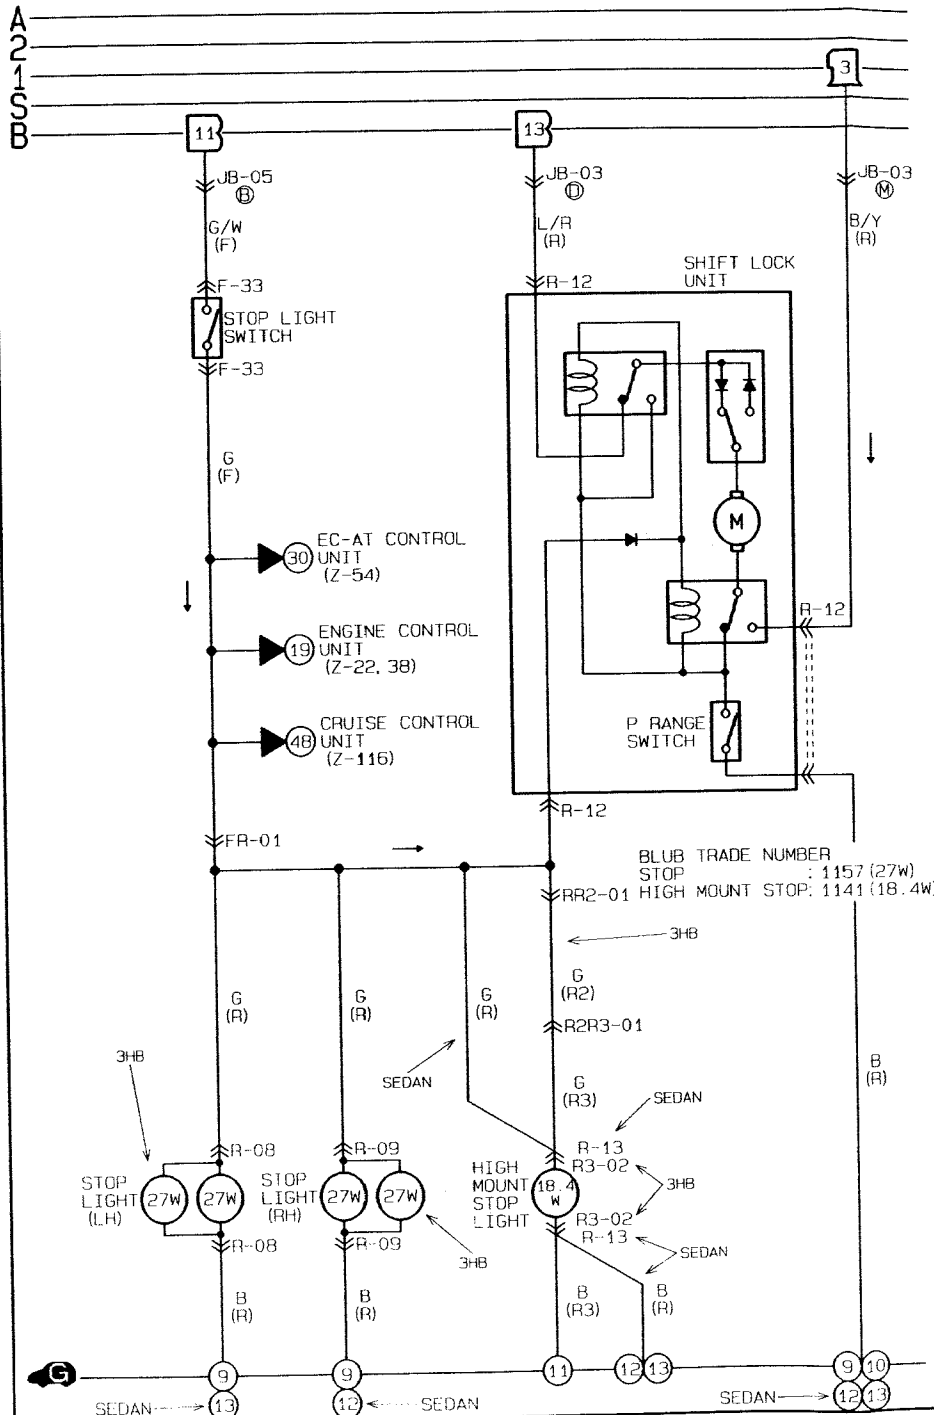 A
2
1
S
B
3
11
13
JB-05
B
JB-03
D
JB-03
M
G/W
(F)
L/R
(R)
B/Y
(R)
F-33
R-12
SHIFT LOCK
UNIT
STOP LIGHT
SWITCH
F-33
G
(F)
M
30
EC-AT CONTROL
UNIT
(Z-54)
R-12
19
ENGINE CONTROL
UNIT
(Z-22, 38)
48
CRUISE CONTROL
UNIT
(Z-116)
P RANGE
SWITCH
R-12
FR-01
BLUB TRADE NUMBER
STOP : 1157 (27W)
HIGH MOUNT STOP: 1141 (18.4W)
RR2-01
3HB
G
(R)
G
(R)
G
(R)
G
(R2)
R2R3-01
3HB
SEDAN
G
(R3)
B
(R)
SEDAN
R-08
R-09
R-13
R3-02
STOP
LIGHT
(LH)
27W
27W
STOP
LIGHT
(RH)
27W
27W
HIGH
MOUNT
STOP
LIGHT
18.4
W
3HB
R3-02
R-13
R-08
R-09
3HB
SEDAN
B
(R)
B
(R)
B
(R3)
B
(R)
G
9
9
11
12
13
9
10
SEDAN
13
12
SEDAN
SEDAN
12
13